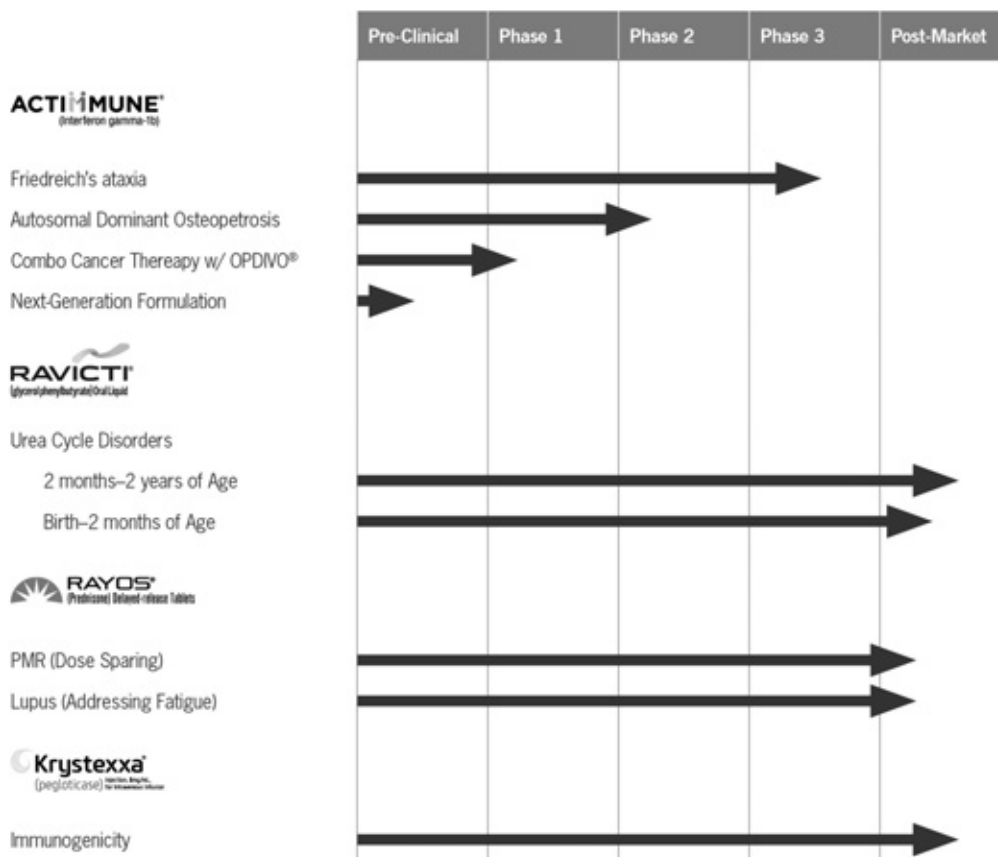 Pre-Clinical Phase 1 Phase 2 Phase 3 Post-Market
ACTIMMUNE®
(Interferon gamma-1b)
Friedreich's ataxia
Autosomal Dominant Osteopetrosis
Combo Cancer Thereapy w/ OPDIVO®
Next-Generation Formulation
RAVICTI®
(glycerol phenylbutyrate) Oral Liquid
Urea Cycle Disorders
2 months–2 years of Age
Birth–2 months of Age
RAYOS®
(Prednisone) Delayed-release Tablets
PMR (Dose Sparing)
Lupus (Addressing Fatigue)
Krystexxa®
(pegloticase)
Immunogenicity